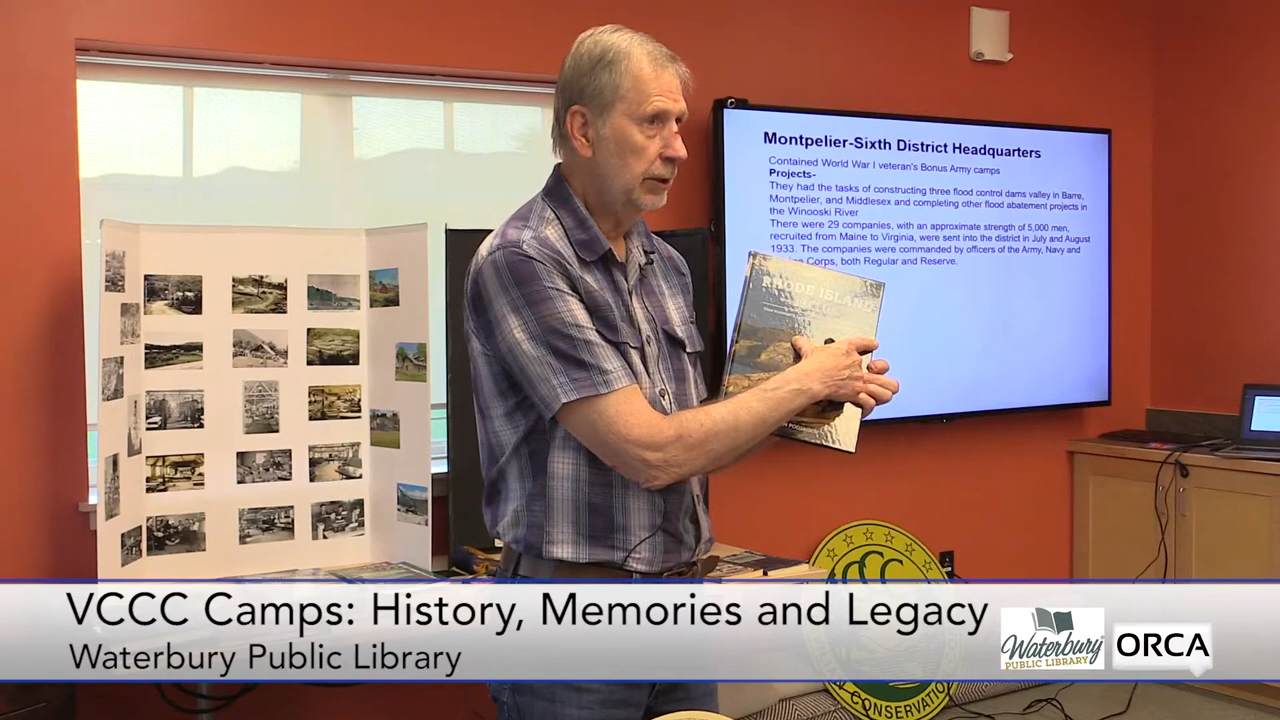 Montpelier-Sixth District Headquarters
Contained World War I veteran's Bonus Army camps
Projects-
They had the tasks of constructing three flood control dams valley in Barre,
Montpelier, and Middlesex and completing other flood abatement projects in
the Winooski River
There were 29 companies, with an approximate strength of 5,000 men,
recruited from Maine to Virginia, were sent into the district in July and August
1933. The companies were commanded by officers of the Army, Navy and
Corps, both Regular and Reserve.
RHODE ISLAND
CCC
CONSERVATION
VCCC Camps: History, Memories and Legacy
Waterbury Public Library
Waterbury
PUBLIC LIBRARY
ORCA